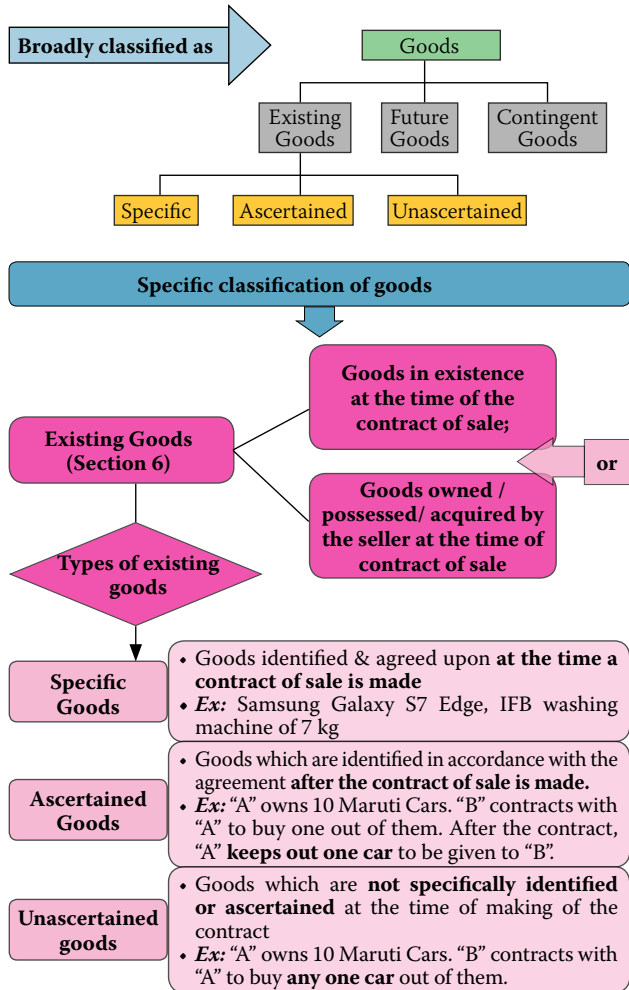 Broadly classified as
Goods
Existing
Goods
Future
Goods
Contingent
Goods
Specific
Ascertained
Unascertained
Specific classification of goods
Goods in existence
at the time of the
contract of sale;
Existing Goods
(Section 6)
or
Goods owned /
possessed/ acquired by
the seller at the time of
contract of sale
Types of existing
goods
Specific
Goods
• Goods identified & agreed upon at the time a
contract of sale is made
• Ex: Samsung Galaxy S7 Edge, IFB washing
machine of 7 kg
Ascertained
Goods
• Goods which are identified in accordance with the
agreement after the contract of sale is made.
• Ex: “A” owns 10 Maruti Cars. “B” contracts with
“A” to buy one out of them. After the contract,
“A” keeps out one car to be given to “B”.
Unascertained
goods
• Goods which are not specifically identified
or ascertained at the time of making of the
contract
• Ex: “A” owns 10 Maruti Cars. “B” contracts with
“A” to buy any one car out of them.